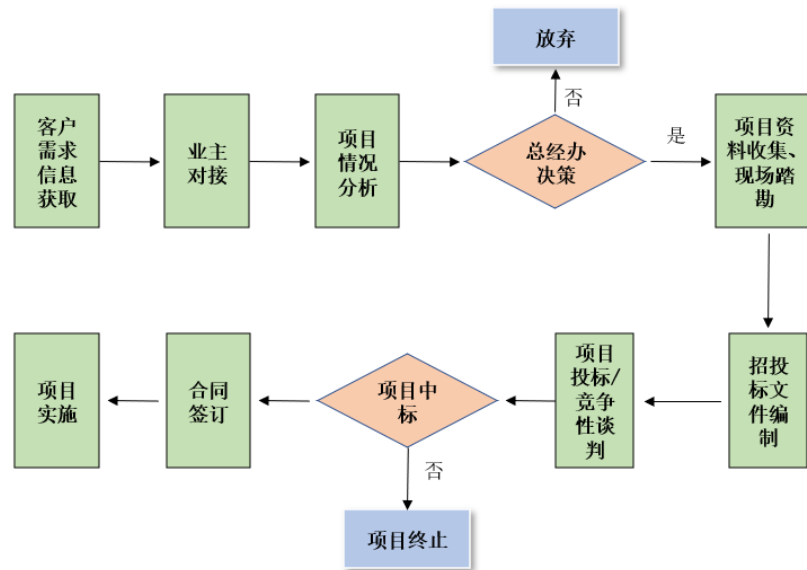 放弃
否
客户
需求
信息
获取
业主
对接
项目
情况
分析
总经办
决策
是
项目资
料收集、
现场踏
勘
项目
实施
合同
签订
项目中
标
项目
投标/
竞争
性谈
判
招投
标文
件编
制
否
项目终止